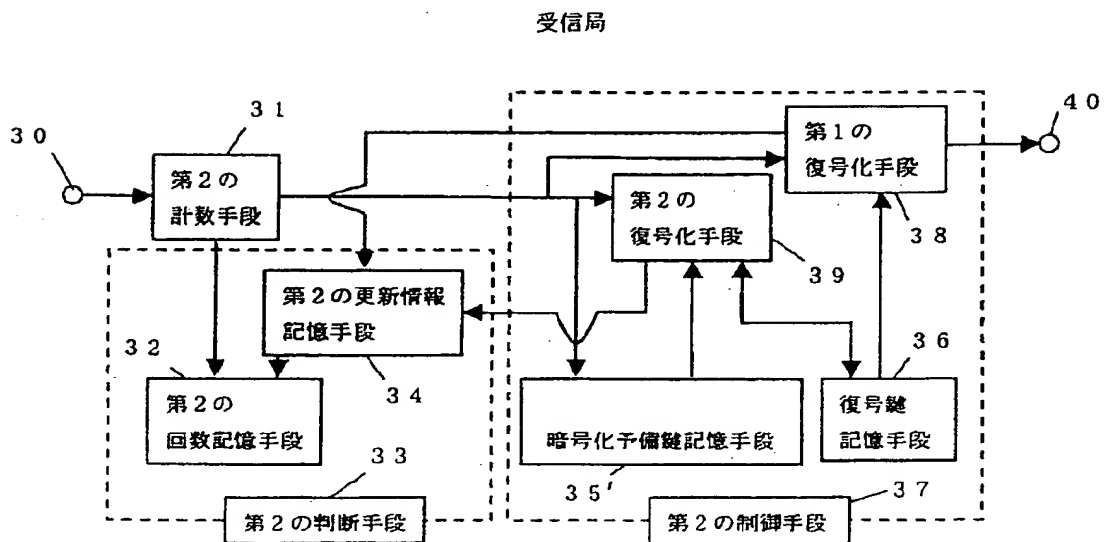 受信局
30
31
第2の
計数手段
第1の
復号化手段
40
38
第2の
復号化手段
39
第2の更新情報
記憶手段
34
32
第2の
回数記憶手段
33
第2の判断手段
暗号化予備鍵記憶手段
35'
36
復号鍵
記憶手段
37
第2の制御手段